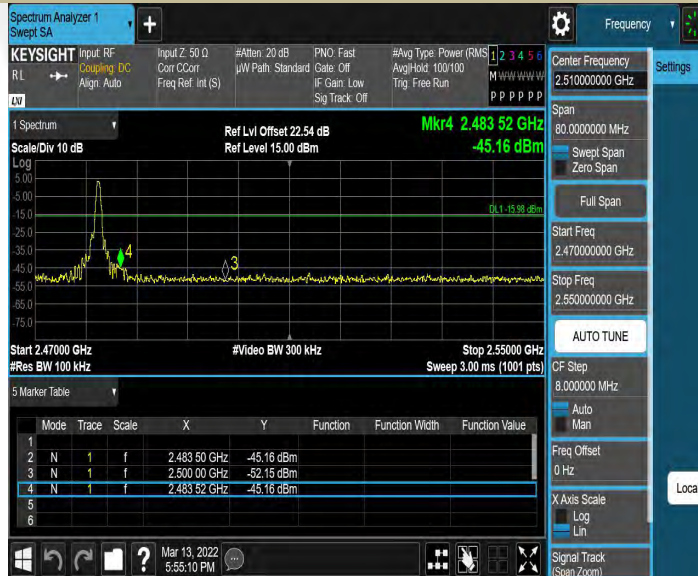 Spectrum Analyzer 1
Swept SA
Frequency
KEYSIGHT
RL
LXI
Input: RF
Coupling: DC
Align: Auto
Input Z: 50 Ω
Corr CCorr
Freq Ref: Int (S)
#Atten: 20 dB
µW Path: Standard
PNO: Fast
Gate: Off
IF Gain: Low
Sig Track: Off
#Avg Type: Power (RMS
Avg|Hold: 100/100
Trig: Free Run
1 2 3 4 5 6
M W W W W W
P P P P P P
1 Spectrum
Scale/Div 10 dB
Ref Lvl Offset 22.54 dB
Ref Level 15.00 dBm
Mkr4 2.483 52 GHz
-45.16 dBm
Log
5.00
-5.00
-15.0
-25.0
-35.0
-45.0
-55.0
-65.0
-75.0
DL1 -15.98 dBm
4
3
Start 2.47000 GHz
#Res BW 100 kHz
#Video BW 300 kHz
Stop 2.55000 GHz
Sweep 3.00 ms (1001 pts)
5 Marker Table
Mode Trace Scale X Y Function Function Width Function Value
1
2 N 1 f 2.483 50 GHz -45.16 dBm
3 N 1 f 2.500 00 GHz -52.15 dBm
4 N 1 f 2.483 52 GHz -45.16 dBm
5
6
Mar 13, 2022
5:55:10 PM
Center Frequency
2.510000000 GHz
Settings
Span
80.0000000 MHz
Swept Span
Zero Span
Full Span
Start Freq
2.470000000 GHz
Stop Freq
2.550000000 GHz
AUTO TUNE
CF Step
8.000000 MHz
Auto
Man
Freq Offset
0 Hz
X Axis Scale
Log
Lin
Signal Track
(Span Zoom)
Loca